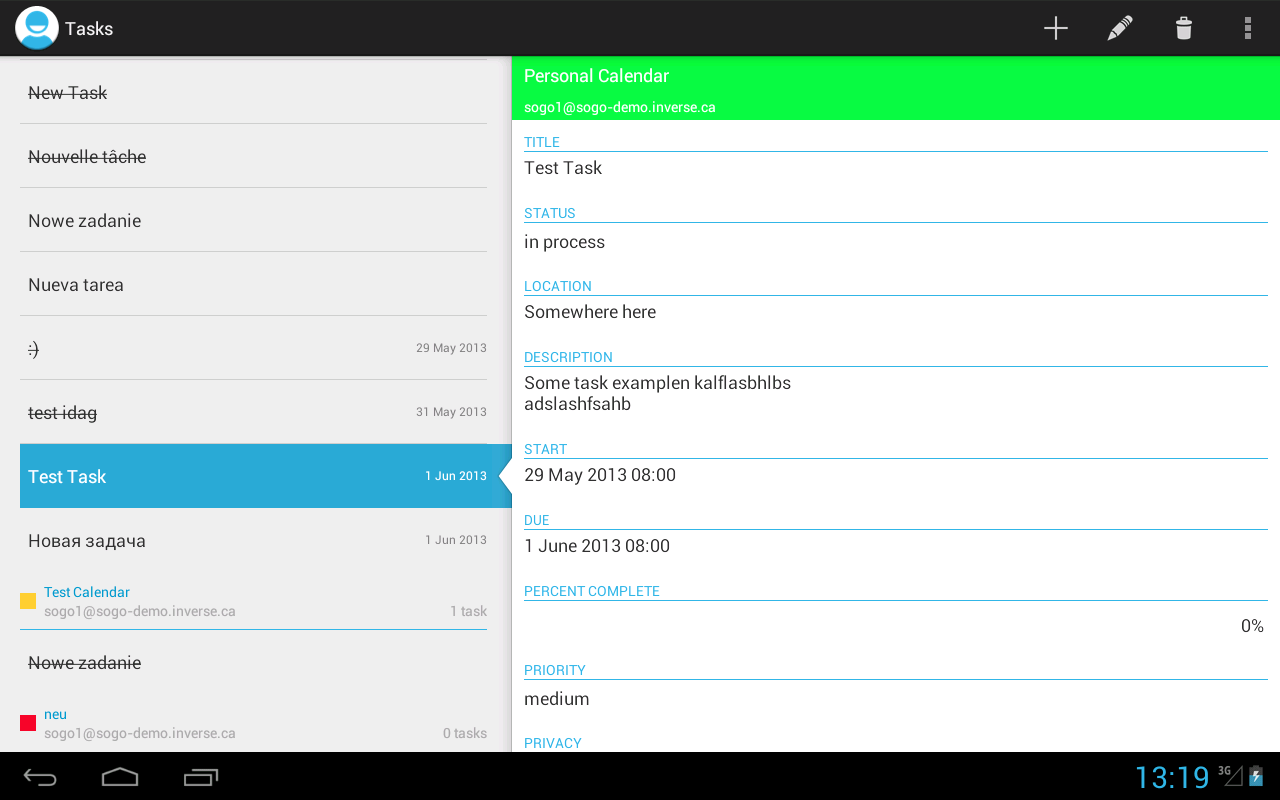 Tasks
New Task
Nouvelle tâche
Nowe zadanie
Nueva tarea
:)
29 May 2013
test idag
31 May 2013
Test Task
1 Jun 2013
Новая задача
1 Jun 2013
Test Calendar
sogo1@sogo-demo.inverse.ca
1 task
Nowe zadanie
neu
sogo1@sogo-demo.inverse.ca
0 tasks
Personal Calendar
sogo1@sogo-demo.inverse.ca
TITLE
Test Task
STATUS
in process
LOCATION
Somewhere here
DESCRIPTION
Some task examplen kalflasbhlbs
adslashfsahb
START
29 May 2013 08:00
DUE
1 June 2013 08:00
PERCENT COMPLETE
0%
PRIORITY
medium
PRIVACY
13:19
3G